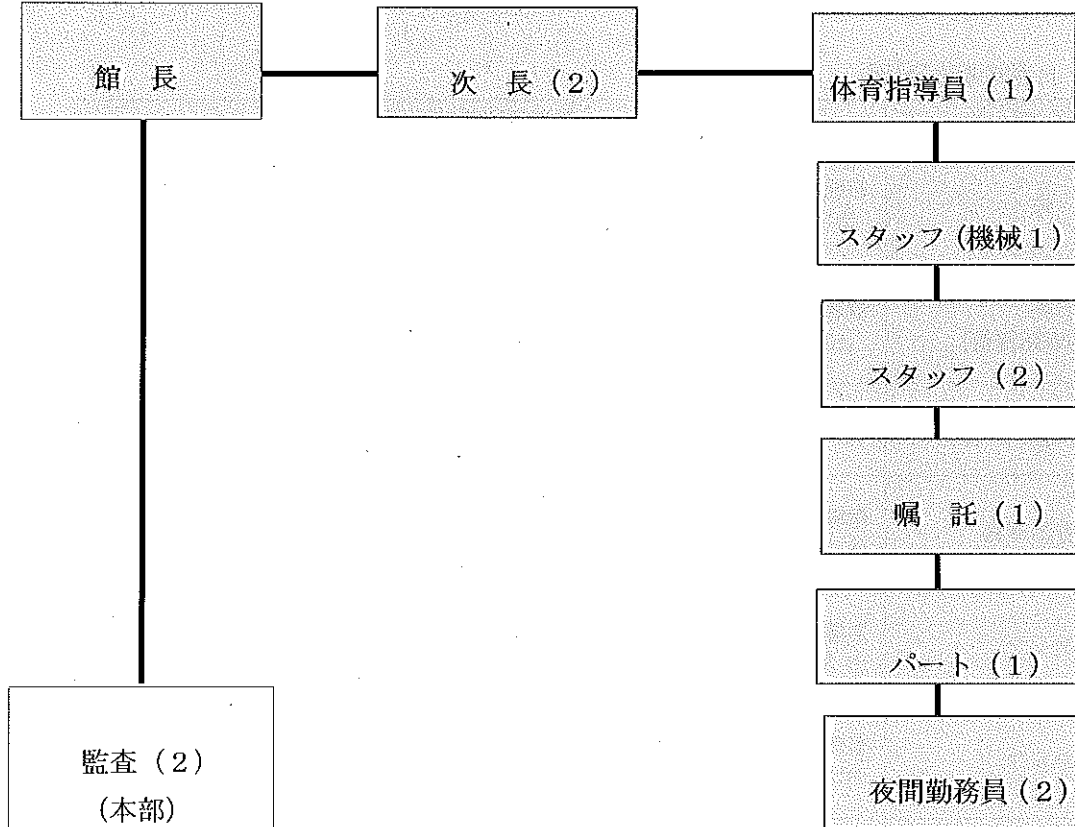 館　長
次　長（２）
体育指導員（１）
スタッフ（機械１）
スタッフ（２）
嘱　託（１）
パート（１）
夜間勤務員（２）
監査（２）
（本部）